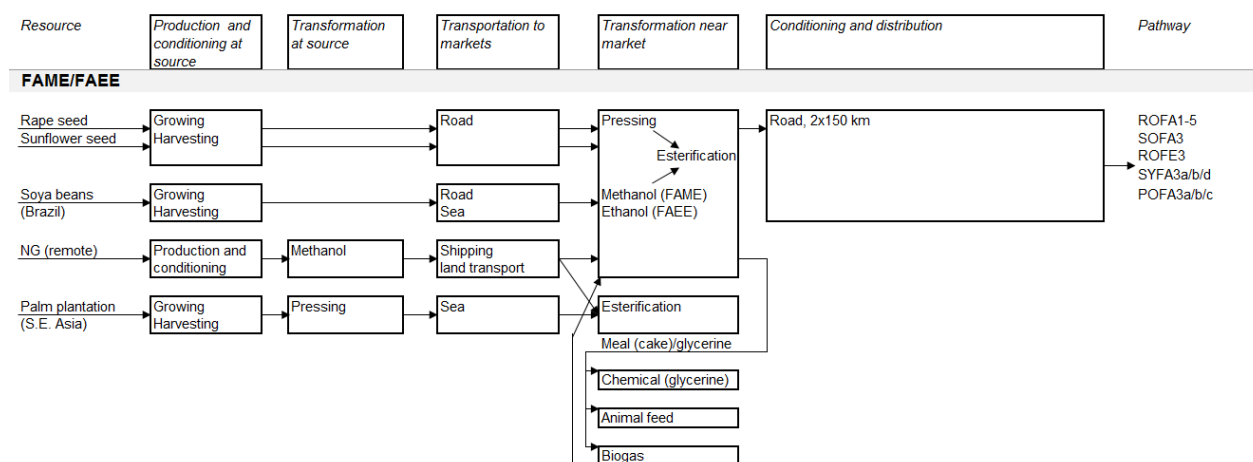 Resource
Production and
conditioning at
source
Transformation
at source
Transportation to
markets
Transformation near
market
Conditioning and distribution
Pathway
FAME/FAEE
Rape seed
Sunflower seed
Growing
Harvesting
Road
Pressing
Esterification
Methanol (FAME)
Ethanol (FAEE)
Road, 2x150 km
ROFA1-5
SOFA3
ROFE3
SYFA3a/b/d
POFA3a/b/c
Soya beans
(Brazil)
Growing
Harvesting
Road
Sea
NG (remote)
Production and
conditioning
Methanol
Shipping
land transport
Palm plantation
(S.E. Asia)
Growing
Harvesting
Pressing
Sea
Esterification
Meal (cake)/glycerine
Chemical (glycerine)
Animal feed
Biogas